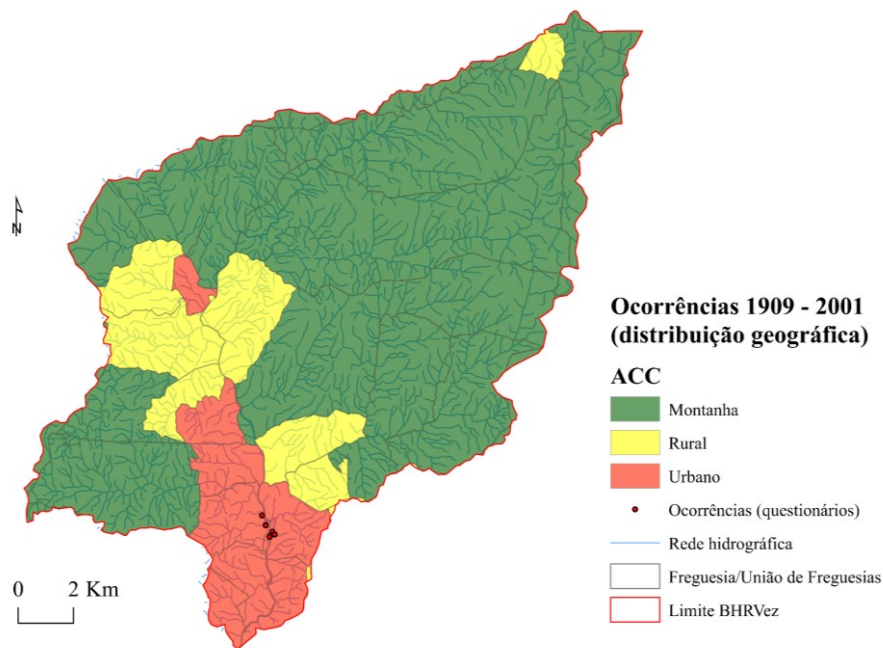 N
Ocorrências 1909 - 2001
(distribuição geográfica)
ACC
Montanha
Rural
Urbano
Ocorrências (questionários)
Rede hidrográfica
Freguesia/União de Freguesias
Limite BHRVez
0 2 Km